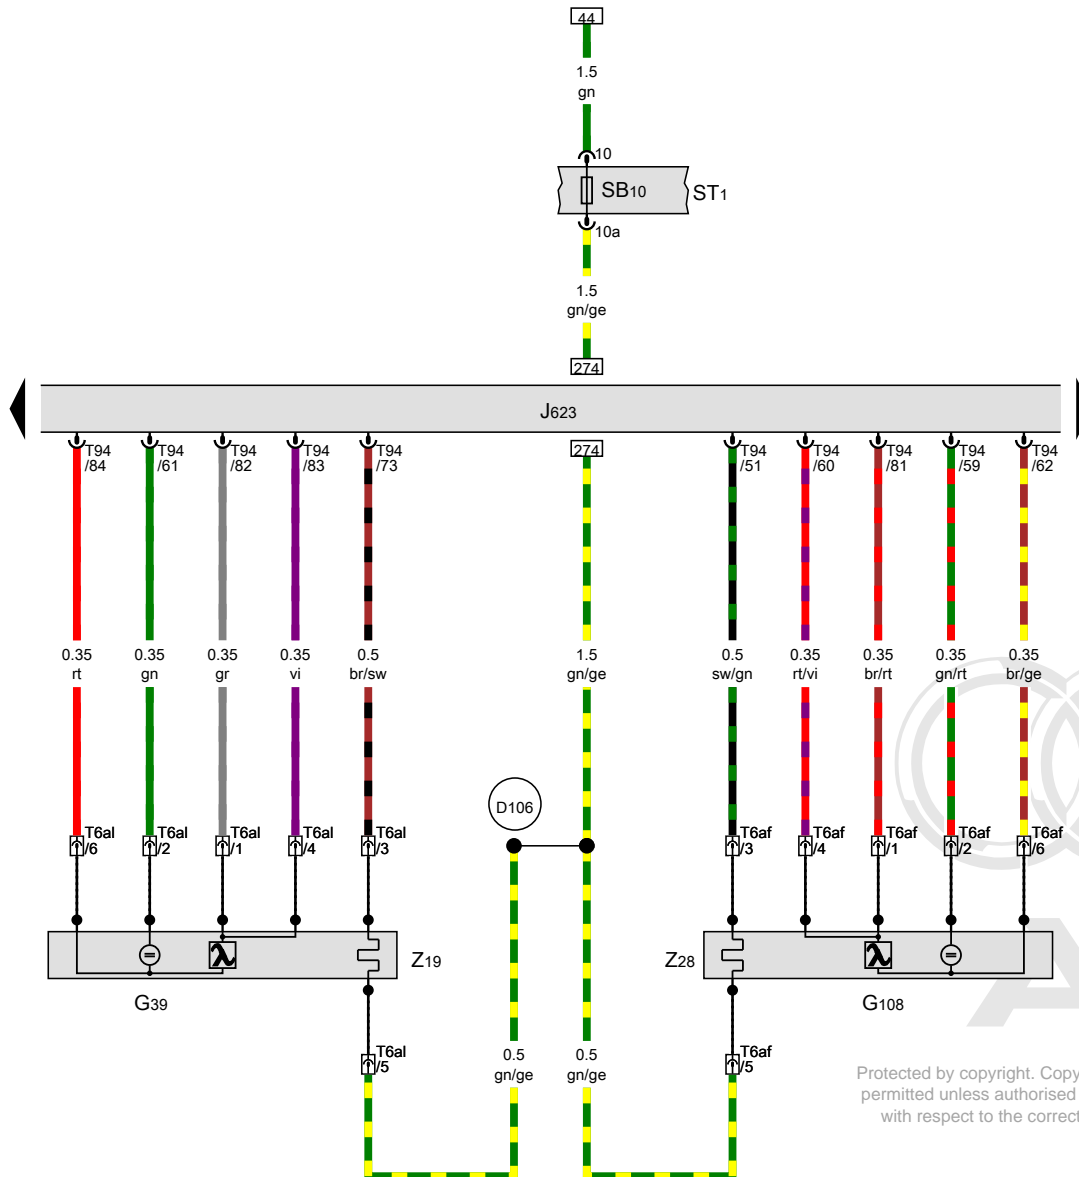 44
1.5
gn
10
SB10
ST1
10a
1.5
gn/ge
274
J623
T94
/84
T94
/61
T94
/82
T94
/83
T94
/73
274
T94
/51
T94
/60
T94
/81
T94
/59
T94
/62
0.35
rt
0.35
gn
0.35
gr
0.35
vi
0.5
br/sw
1.5
gn/ge
0.5
sw/gn
0.35
rt/vi
0.35
br/rt
0.35
gn/rt
0.35
br/ge
D106
T6al
/6
T6al
/2
T6al
/1
T6al
/4
T6al
/3
T6af
/3
T6af
/4
T6af
/1
T6af
/2
T6af
/6
λ
Z19
Z28
λ
G39
G108
T6al
/5
0.5
gn/ge
0.5
gn/ge
T6af
/5
Protected by copyright. Copy
permitted unless authorised
with respect to the correct